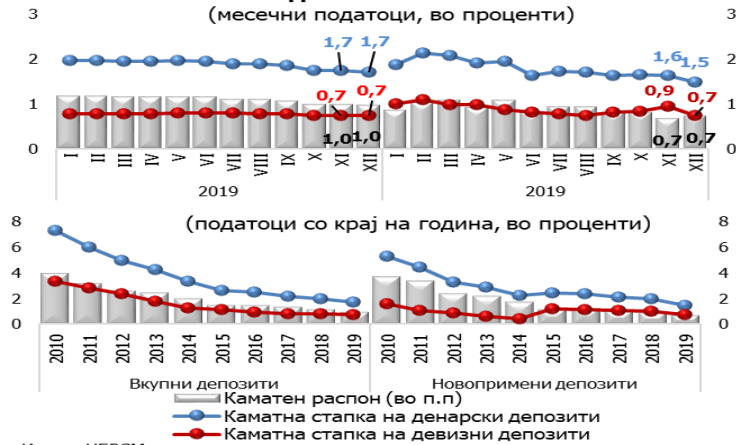 (месечни податоци, во проценти)
3 3
2 2
1 1
0 0
1,7 1,7
0,7 0,7
1,0 1,0
1,6 1,5
0,9 0,7
0,7 0,7
I II III IV V VI VII VIII IX X XI XII I II III IV V VI VII VIII IX X XI XII
2019 2019
(податоци со крај на година, во проценти)
8 8
6 6
4 4
2 2
0 0
2010 2011 2012 2013 2014 2015 2016 2017 2018 2019 2010 2011 2012 2013 2014 2015 2016 2017 2018 2019
Вкупни депозити Новопримени депозити
Каматен распон (во п.п)
Каматна стапка на денарски депозити
Каматна стапка на девизни депозити